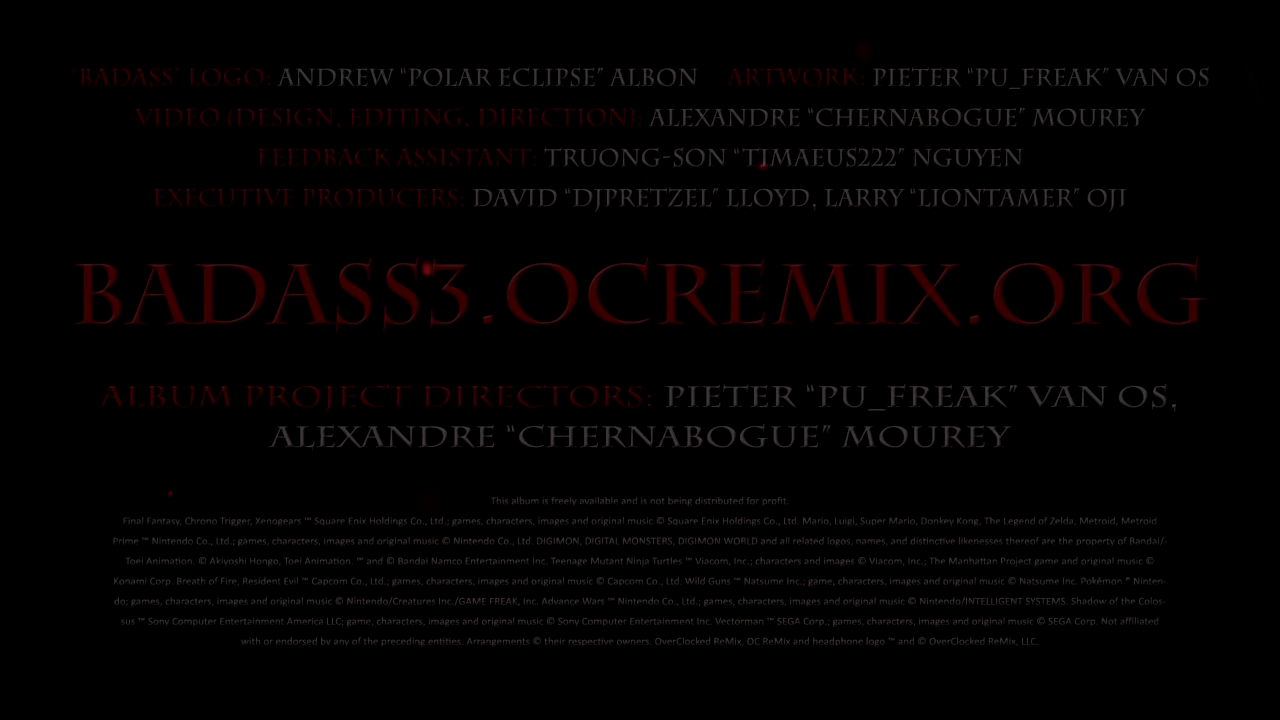 BADASS" LOGO: ANDREW "POLAR ECLIPSE" ALBON ARTWORK: PIETER "PU_FREAK" VAN OS
VIDEO (DESIGN, EDITING, DIRECTION): ALEXANDRE "CHERNABOGUE" MOUREY
FEEDBACK ASSISTANT: TRUONG-SON "TIMAEUS222" NGUYEN
EXECUTIVE PRODUCERS: DAVID "DJPRETZEL" LLOYD, LARRY "LIONTAMER" OJI
BADASS3.OCREMIX.ORG
ALBUM PROJECT DIRECTORS: PIETER "PU_FREAK" VAN OS,
ALEXANDRE "CHERNABOGUE" MOUREY
This album is freely available and is not being distributed for profit.
Final Fantasy, Chrono Trigger, Xenogears ™ Square Enix Holdings Co., Ltd.; games, characters, images and original music © Square Enix Holdings Co., Ltd. Mario, Luigi, Super Mario, Donkey Kong, The Legend of Zelda, Metroid, Metroid
Prime ™ Nintendo Co., Ltd.; games, characters, images and original music © Nintendo Co., Ltd. DIGIMON, DIGITAL MONSTERS, DIGIMON WORLD and all related logos, names, and distinctive likenesses thereof are the property of Bandai/-
Toei Animation. © Akiyoshi Hongo, Toei Animation. ™ and © Bandai Namco Entertainment Inc. Teenage Mutant Ninja Turtles ™ Viacom, Inc.; characters and images © Viacom, Inc.; The Manhattan Project game and original music ©
Konami Corp. Breath of Fire, Resident Evil ™ Capcom Co., Ltd.; games, characters, images and original music © Capcom Co., Ltd. Wild Guns ™ Natsume Inc.; game, characters, images and original music © Natsume Inc. Pokémon ® Ninten-
do; games, characters, images and original music © Nintendo/Creatures Inc./GAME FREAK, Inc. Advance Wars ™ Nintendo Co., Ltd.; games, characters, images and original music © Nintendo/INTELLIGENT SYSTEMS. Shadow of the Colos-
sus ™ Sony Computer Entertainment America LLC; game, characters, images and original music © Sony Computer Entertainment Inc. Vectorman ™ SEGA Corp.; games, characters, images and original music © SEGA Corp. Not affiliated
with or endorsed by any of the preceding entities. Arrangements © their respective owners. OverClocked ReMix, OC ReMix and headphone logo ™ and © OverClocked ReMix, LLC.